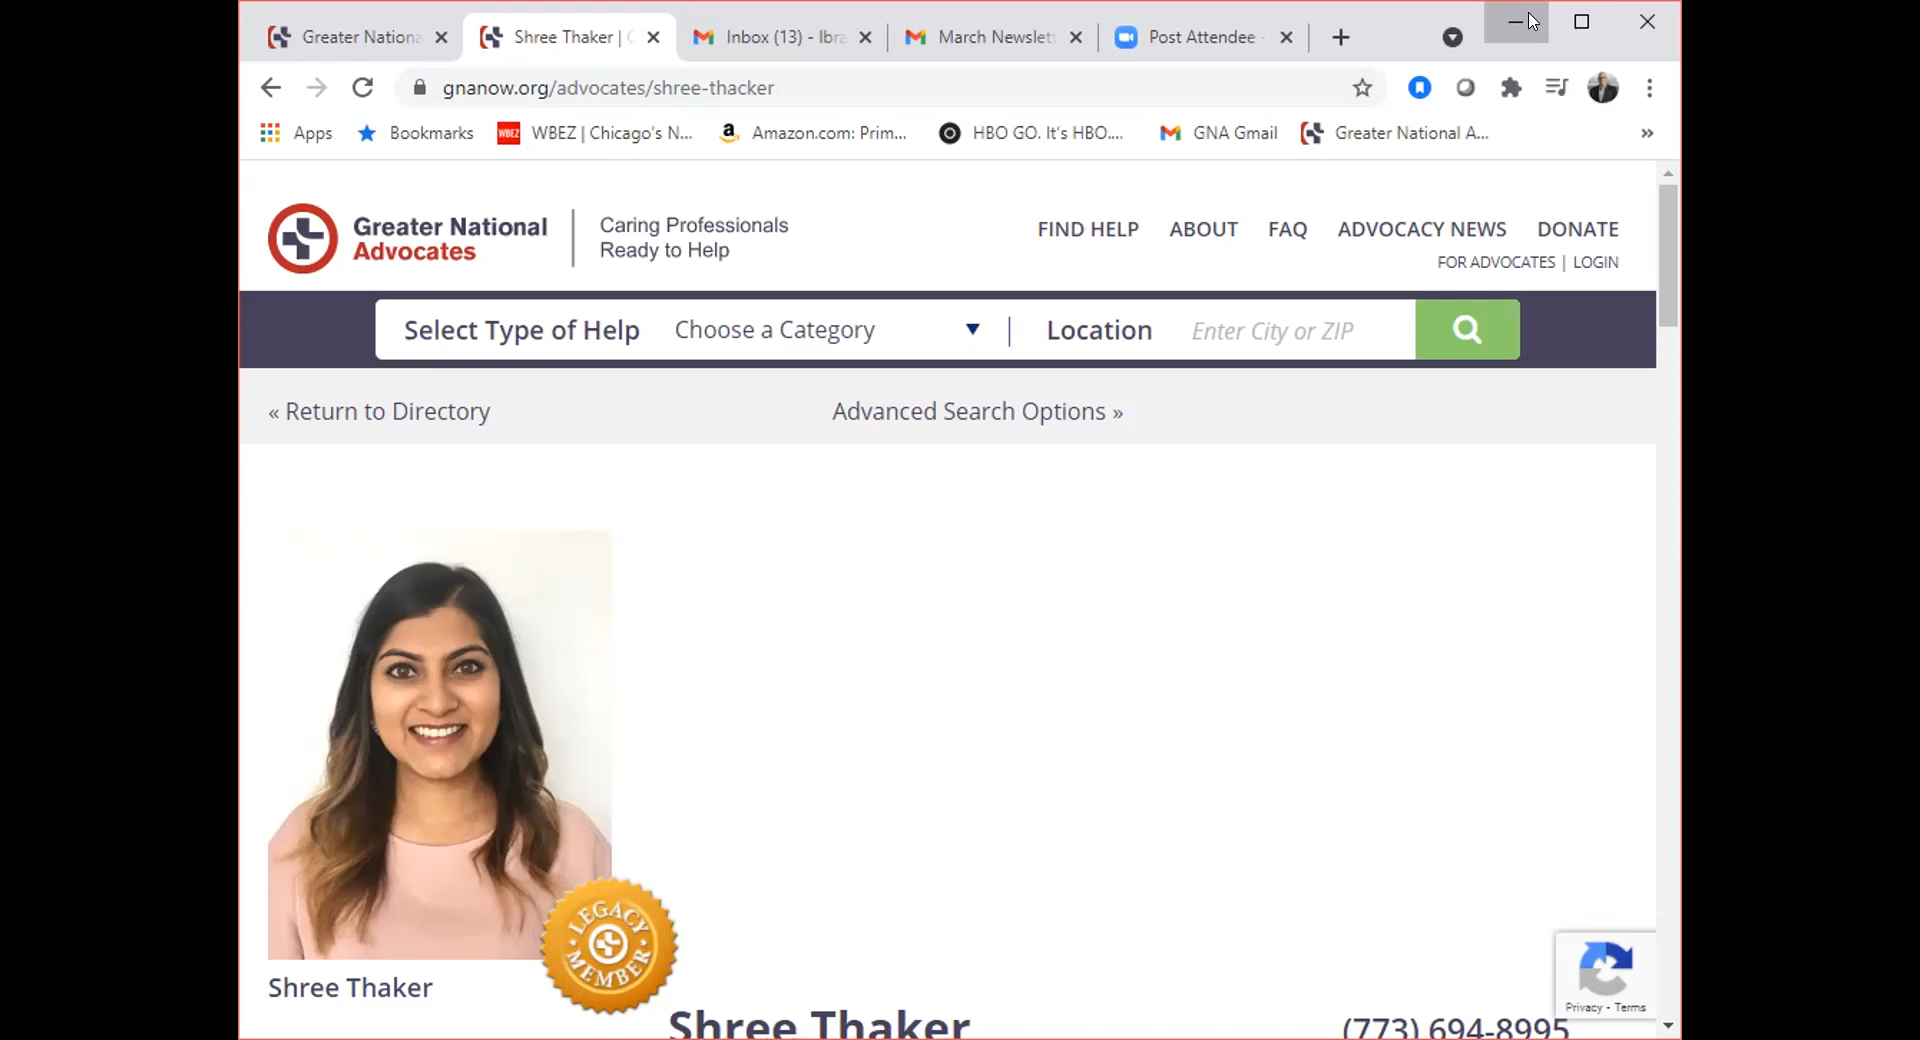 Greater Nationa
Shree Thaker |
Inbox (13) - Ibra
March Newslett
Post Attendee -
gnanow.org/advocates/shree-thacker
Apps
Bookmarks
WBEZ
WBEZ | Chicago's N...
Amazon.com: Prim...
HBO GO. It's HBO....
GNA Gmail
Greater National A...
»
Greater National
Advocates
Caring Professionals
Ready to Help
FIND HELP
ABOUT
FAQ
ADVOCACY NEWS
DONATE
FOR ADVOCATES | LOGIN
Select Type of Help
Choose a Category
Location
Enter City or ZIP
« Return to Directory
Advanced Search Options »
LEGACY
MEMBER
Shree Thaker
Shree Thaker
(773) 694-8995
Privacy - Terms